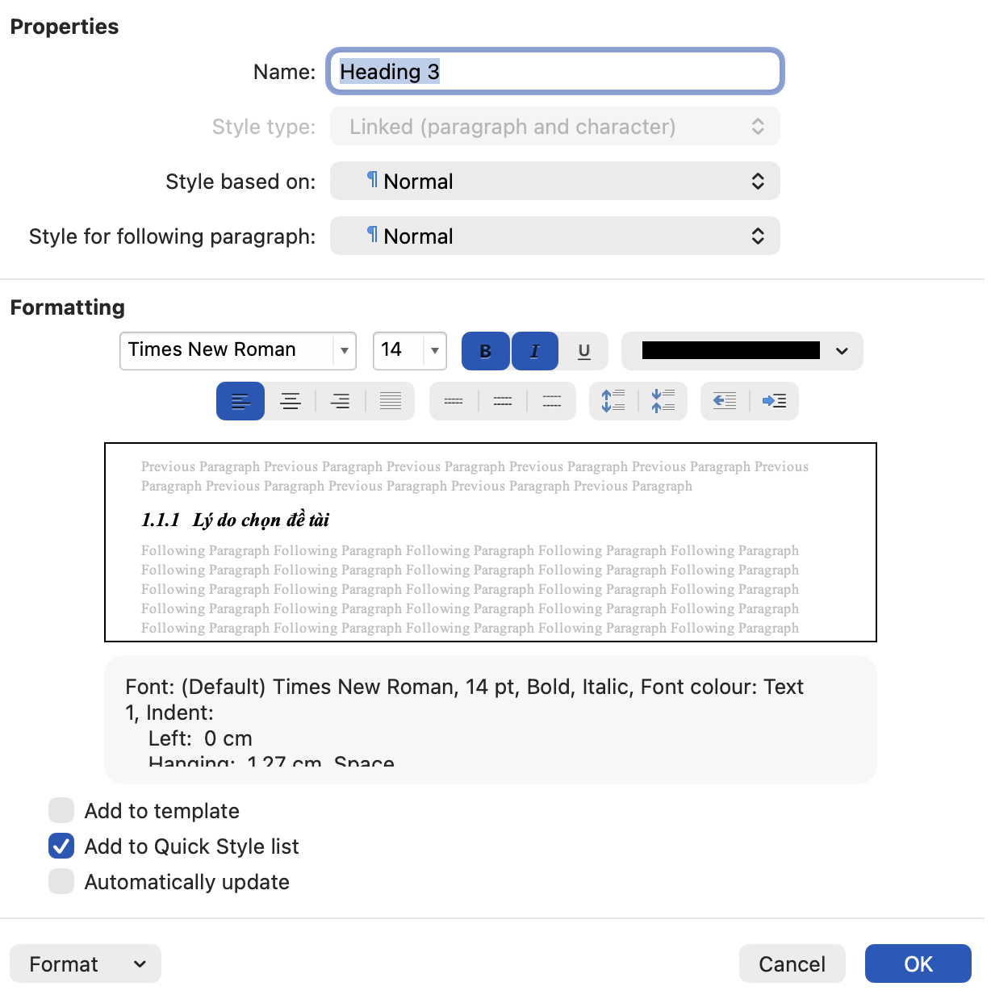 Properties
Name: Heading 3
Style type: Linked (paragraph and character)
Style based on: ¶ Normal
Style for following paragraph: ¶ Normal
Formatting
Times New Roman 14 B I U
Previous Paragraph Previous Paragraph Previous Paragraph Previous Paragraph Previous Paragraph Previous
Paragraph Previous Paragraph Previous Paragraph Previous Paragraph Previous Paragraph
1.1.1 Lý do chọn đề tài
Following Paragraph Following Paragraph Following Paragraph Following Paragraph Following Paragraph
Following Paragraph Following Paragraph Following Paragraph Following Paragraph Following Paragraph
Following Paragraph Following Paragraph Following Paragraph Following Paragraph Following Paragraph
Following Paragraph Following Paragraph Following Paragraph Following Paragraph Following Paragraph
Following Paragraph Following Paragraph Following Paragraph Following Paragraph Following Paragraph
Font: (Default) Times New Roman, 14 pt, Bold, Italic, Font colour: Text
1, Indent:
Left: 0 cm
Hanging: 1.27 cm, Space
Add to template
Add to Quick Style list
Automatically update
Format Cancel OK